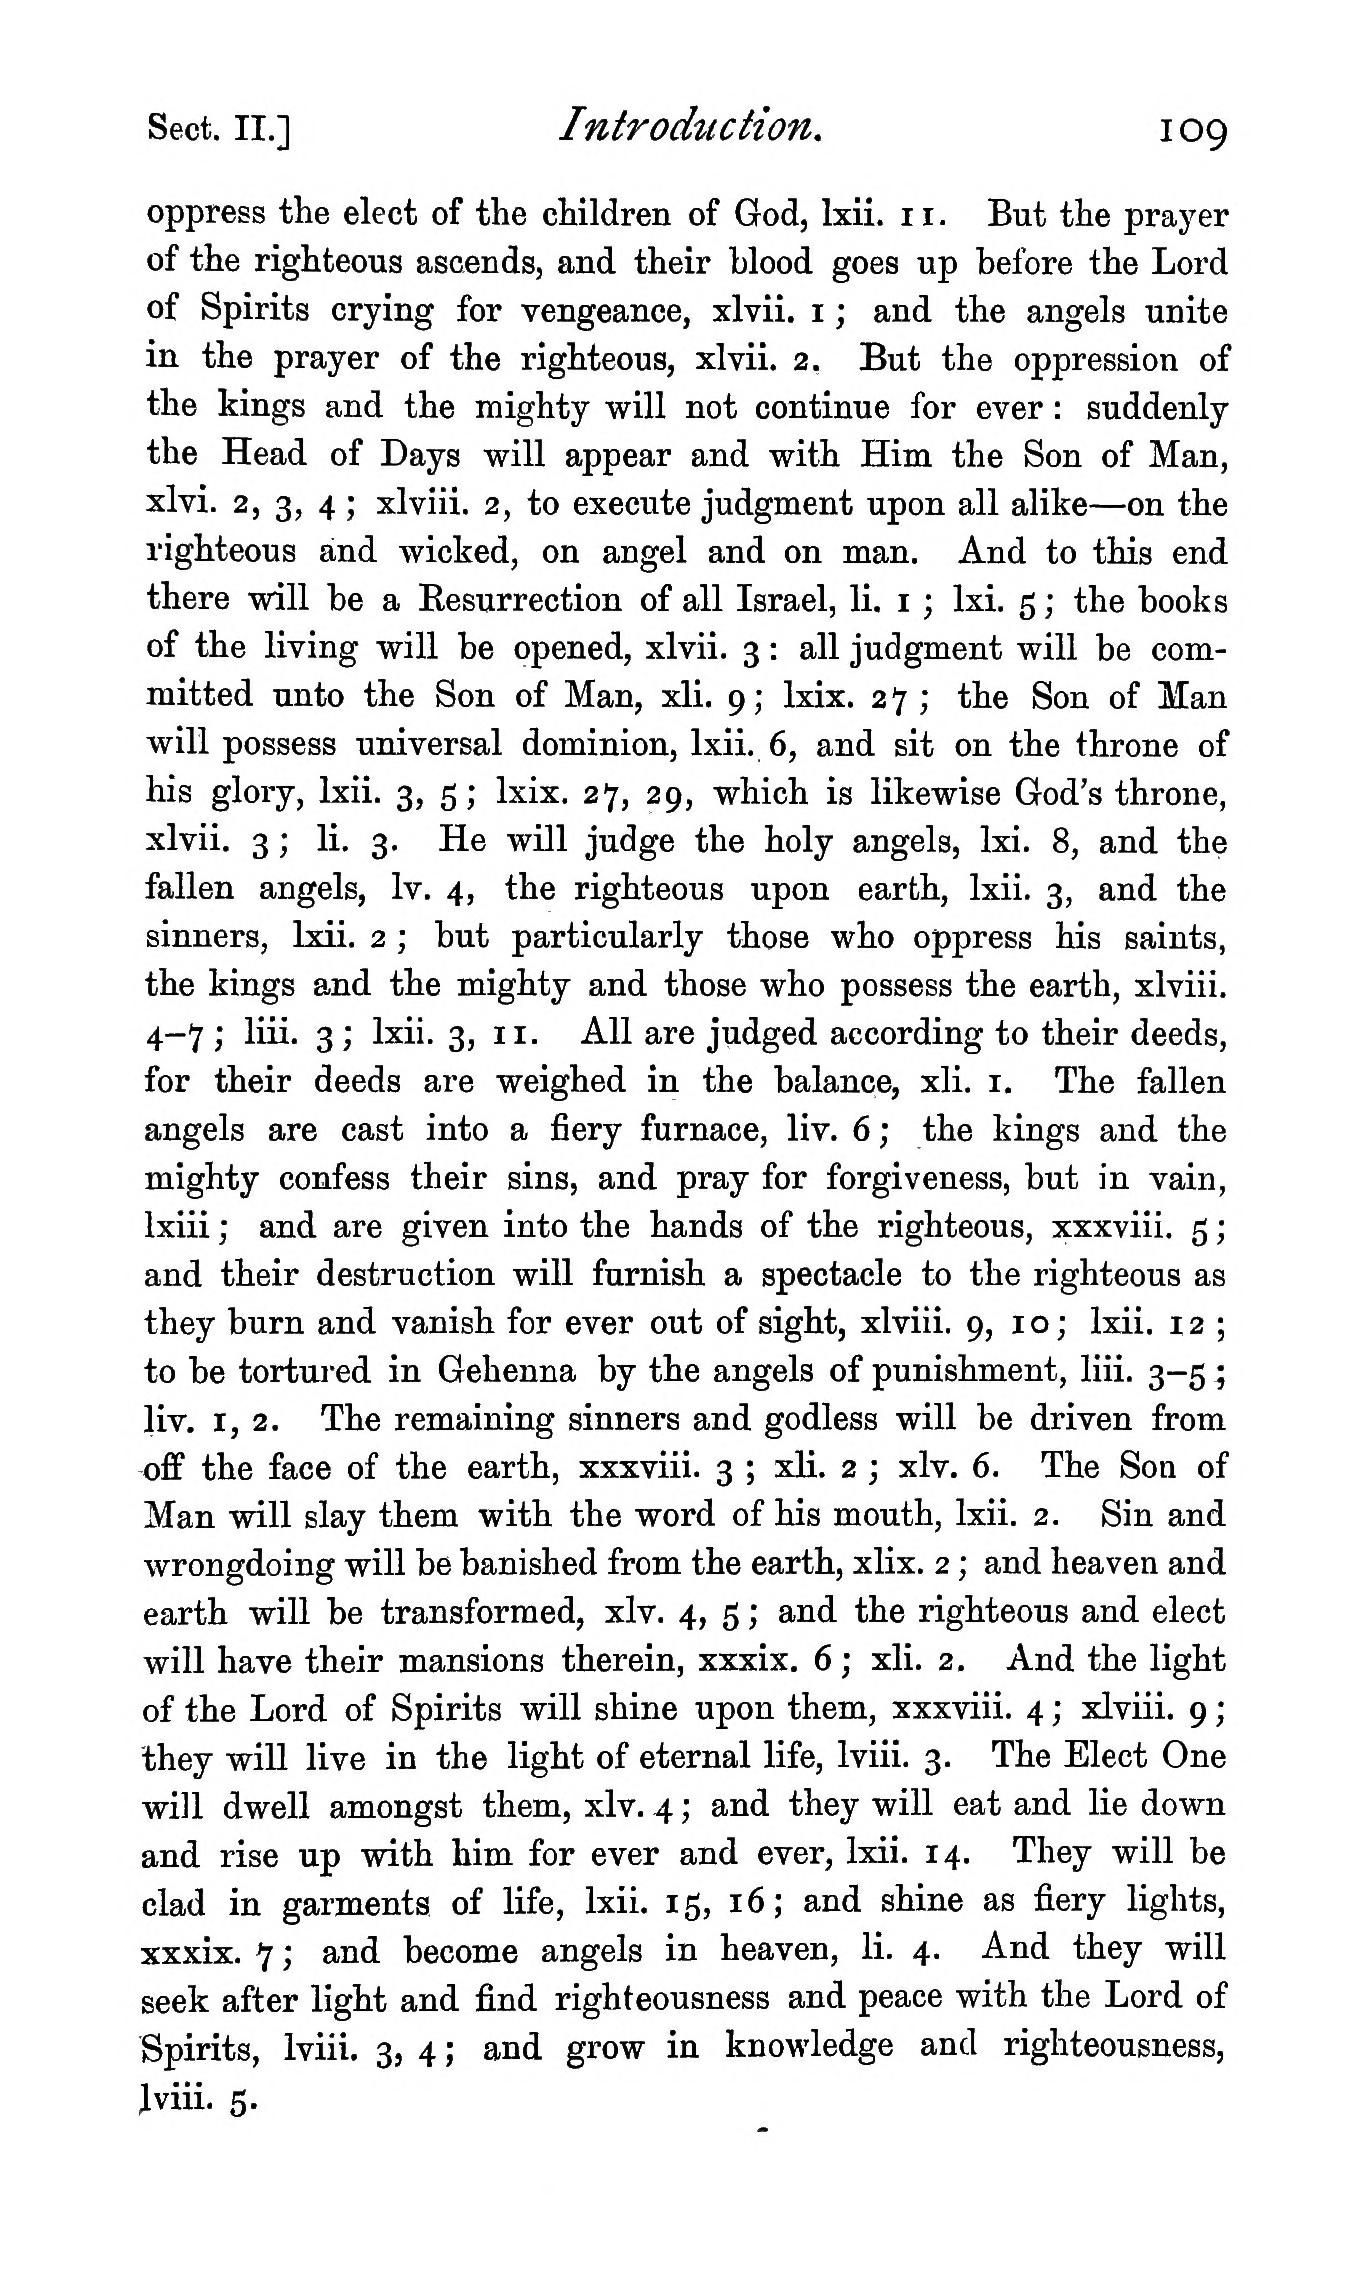 Sect. II.] Introduction. 109
oppress the elect of the children of God, lxii. 11. But the prayer
of the righteous ascends, and their blood goes up before the Lord
of Spirits crying for vengeance, xlvii. 1; and the angels unite
in the prayer of the righteous, xlvii. 2. But the oppression of
the kings and the mighty will not continue for ever: suddenly
the Head of Days will appear and with Him the Son of Man,
xlvi. 2, 3, 4; xlviii. 2, to execute judgment upon all alike—on the
righteous and wicked, on angel and on man. And to this end
there will be a Resurrection of all Israel, li. 1; lxi. 5; the books
of the living will be opened, xlvii. 3: all judgment will be com-
mitted unto the Son of Man, xli. 9; lxix. 27; the Son of Man
will possess universal dominion, lxii. 6, and sit on the throne of
his glory, lxii. 3, 5; lxix. 27, 29, which is likewise God's throne,
xlvii. 3; li. 3. He will judge the holy angels, lxi. 8, and the
fallen angels, lv. 4, the righteous upon earth, lxii. 3, and the
sinners, lxii. 2; but particularly those who oppress his saints,
the kings and the mighty and those who possess the earth, xlviii.
4–7; liii. 3; lxii. 3, 11. All are judged according to their deeds,
for their deeds are weighed in the balance, xli. 1. The fallen
angels are cast into a fiery furnace, liv. 6; the kings and the
mighty confess their sins, and pray for forgiveness, but in vain,
lxiii; and are given into the hands of the righteous, xxxviii. 5;
and their destruction will furnish a spectacle to the righteous as
they burn and vanish for ever out of sight, xlviii. 9, 10; lxii. 12;
to be tortured in Gehenna by the angels of punishment, liii. 3–5;
liv. 1, 2. The remaining sinners and godless will be driven from
off the face of the earth, xxxviii. 3; xli. 2; xlv. 6. The Son of
Man will slay them with the word of his mouth, lxii. 2. Sin and
wrongdoing will be banished from the earth, xlix. 2; and heaven and
earth will be transformed, xlv. 4, 5; and the righteous and elect
will have their mansions therein, xxxix. 6; xli. 2. And the light
of the Lord of Spirits will shine upon them, xxxviii. 4; xlviii. 9;
they will live in the light of eternal life, lviii. 3. The Elect One
will dwell amongst them, xlv. 4; and they will eat and lie down
and rise up with him for ever and ever, lxii. 14. They will be
clad in garments of life, lxii. 15, 16; and shine as fiery lights,
xxxix. 7; and become angels in heaven, li. 4. And they will
seek after light and find righteousness and peace with the Lord of
Spirits, lviii. 3, 4; and grow in knowledge and righteousness,
lviii. 5.